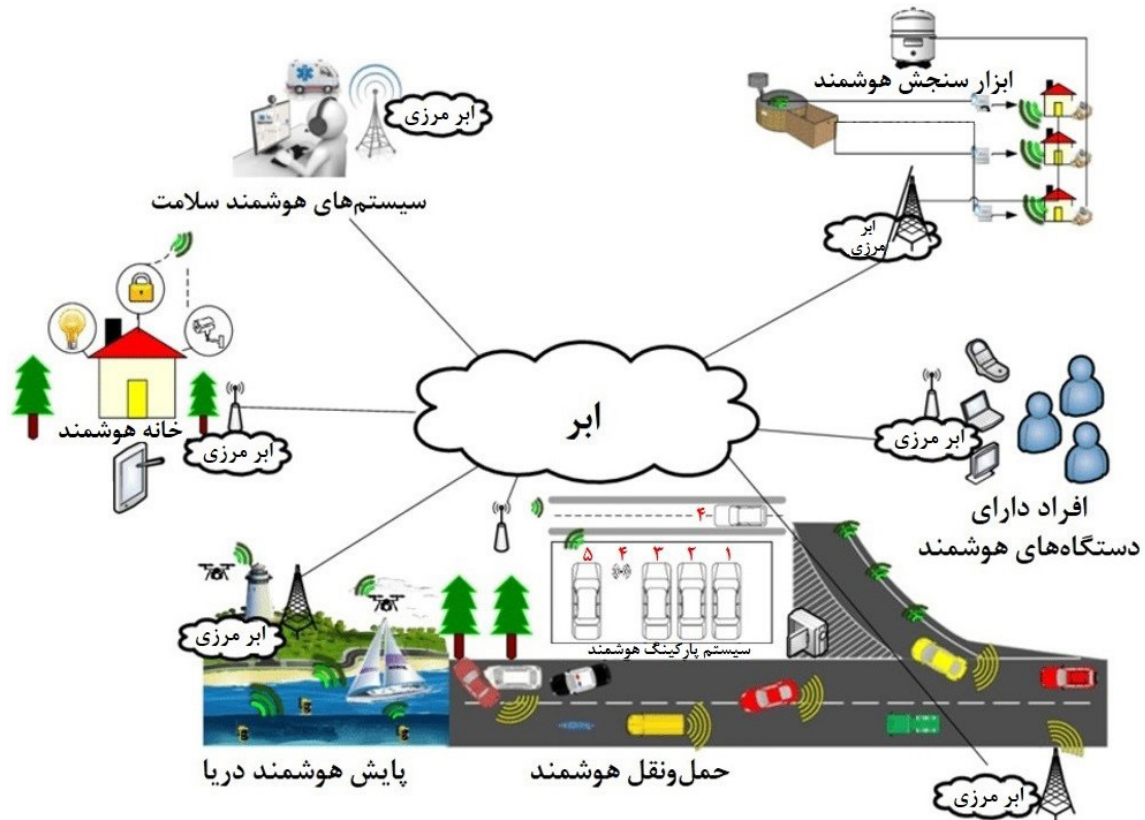 ابزار سنجش هوشمند
ابر مرزی
سیستم‌های هوشمند سلامت
ابر
مرزی
ابر
خانه هوشمند
ابر مرزی
ابر مرزی
افراد دارای
دستگاه‌های هوشمند
۴
۵
۴
۳
۲
۱
سیستم پارکینگ هوشمند
ابر مرزی
پایش هوشمند دریا
حمل‌ونقل هوشمند
ابر مرزی